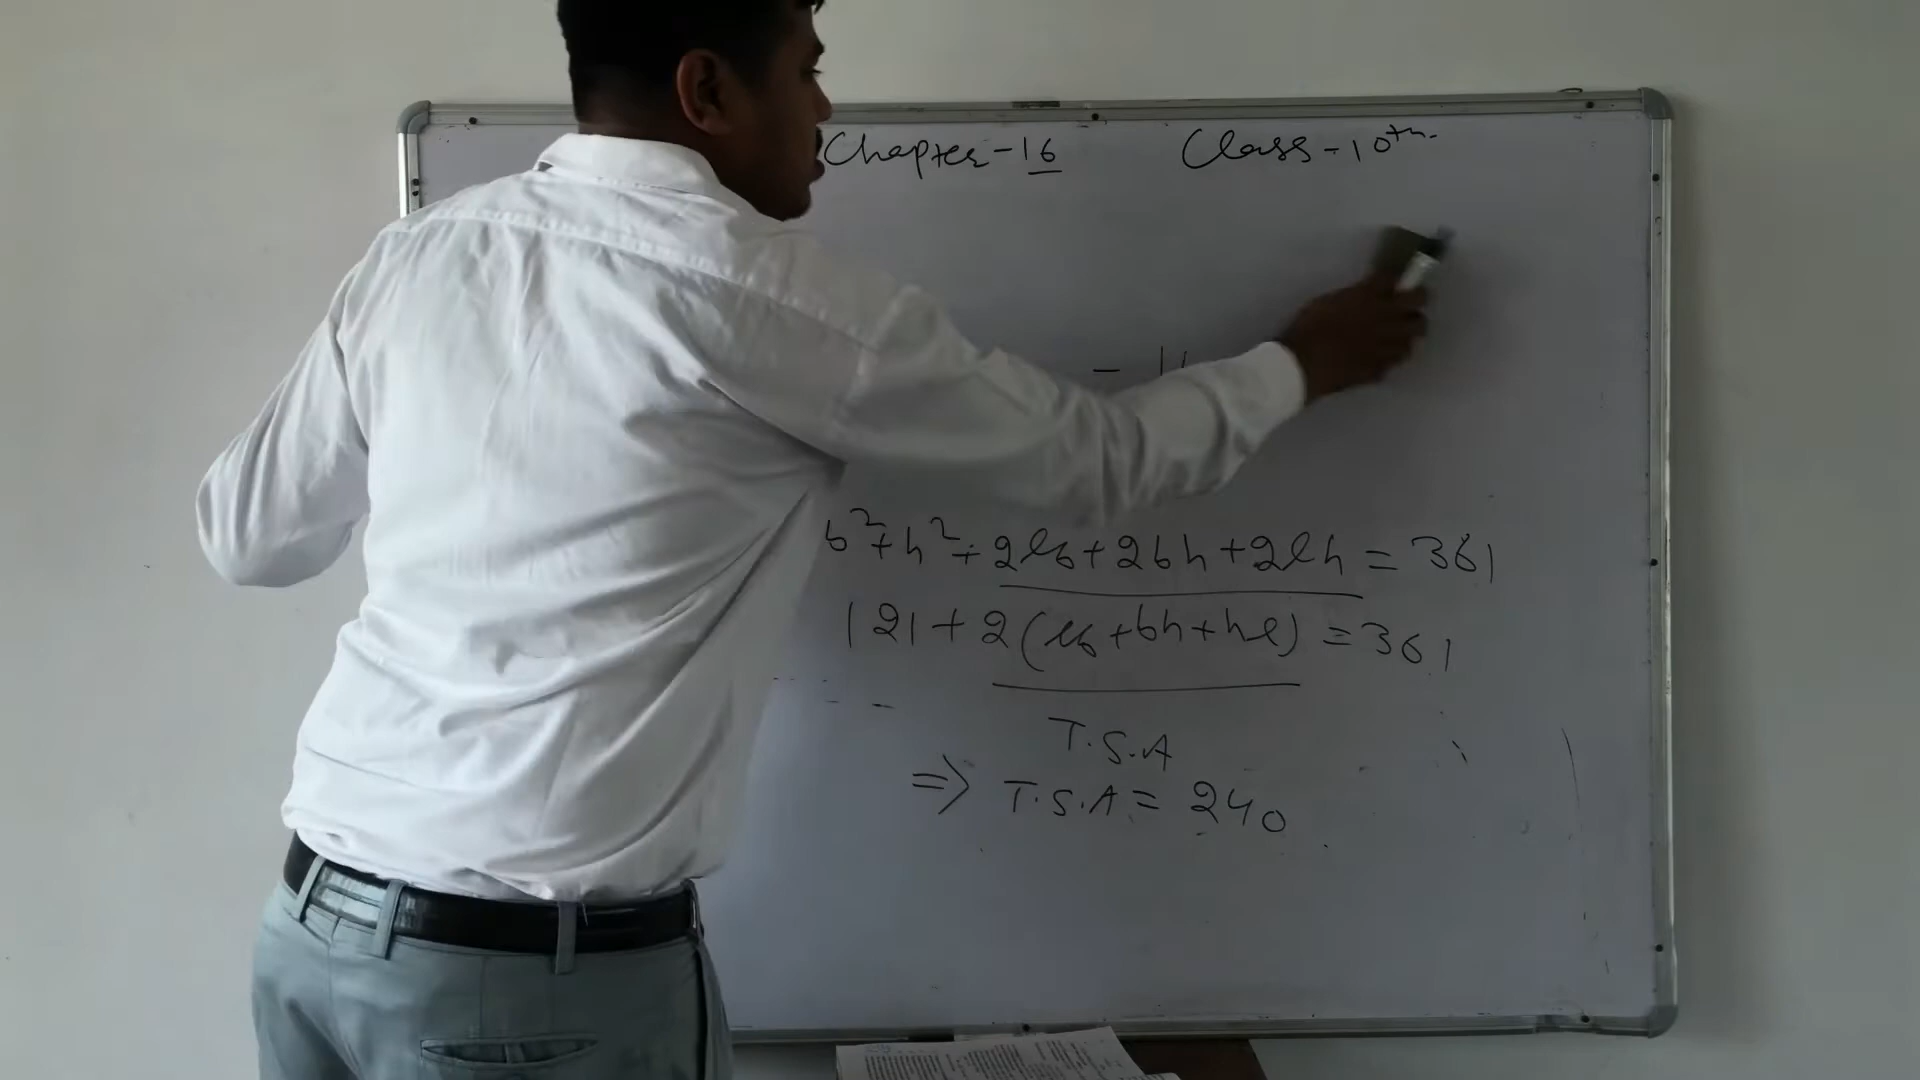 Chapter-16 Class-10th.
b²+h²+2lb+2bh+2lh = 361
121+2(lb+bh+hl) = 361
T.S.A
=> T.S.A = 240